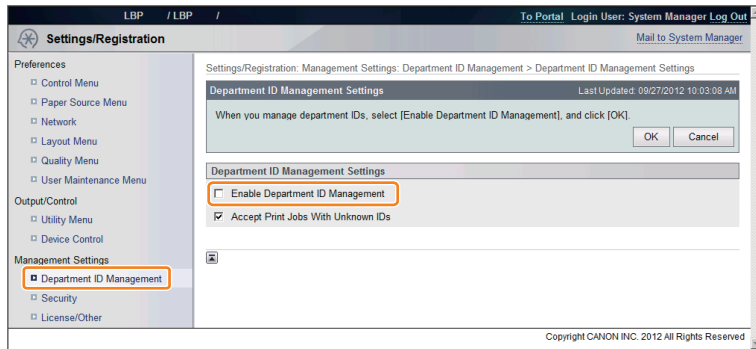 LBP / LBP /
To Portal Login User: System Manager Log Out
Settings/Registration
Mail to System Manager
Preferences
Control Menu
Paper Source Menu
Network
Layout Menu
Quality Menu
User Maintenance Menu
Output/Control
Utility Menu
Device Control
Management Settings
Department ID Management
Security
License/Other
Settings/Registration: Management Settings: Department ID Management > Department ID Management Settings
Department ID Management Settings
Last Updated: 09/27/2012 10:03:08 AM
When you manage department IDs, select [Enable Department ID Management], and click [OK].
OK Cancel
Department ID Management Settings
Enable Department ID Management
Accept Print Jobs With Unknown IDs
Copyright CANON INC. 2012 All Rights Reserved